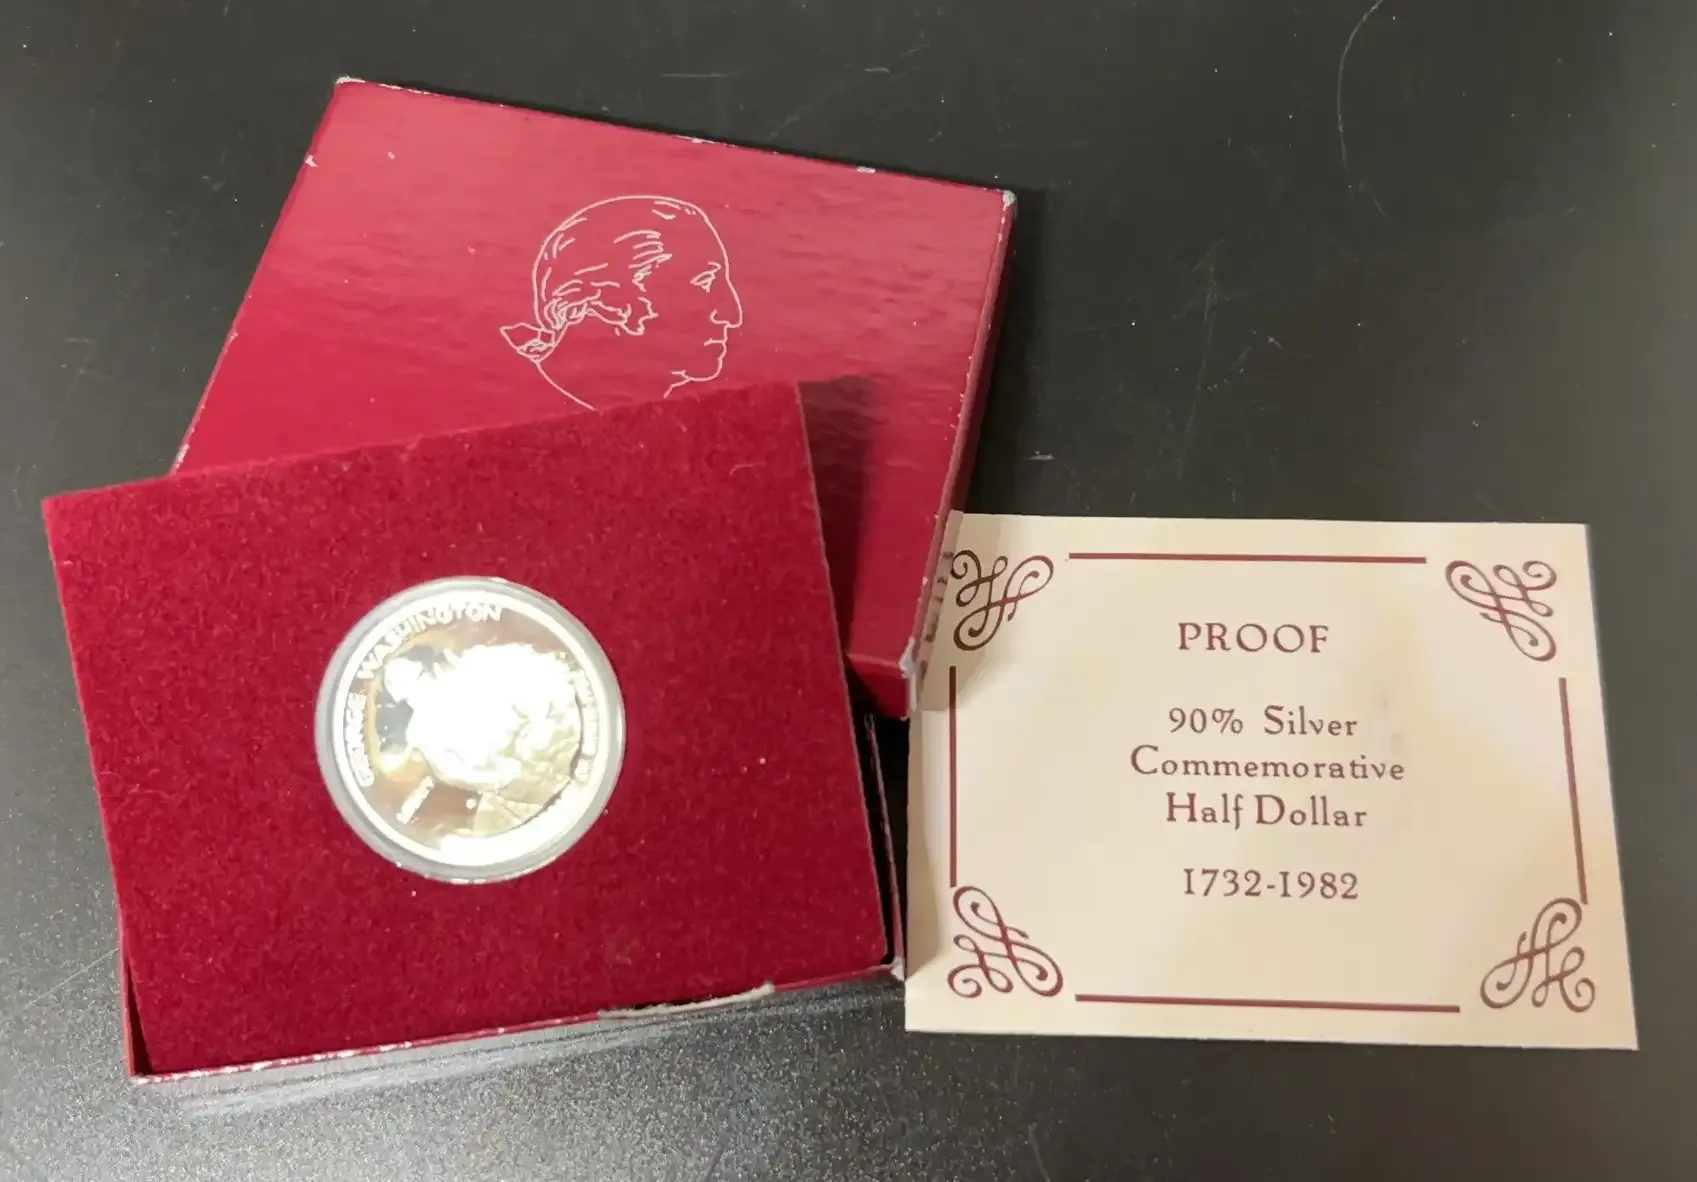 GEORGE WASHINGTON
PROOF
90% Silver
Commemorative
Half Dollar
1732-1982